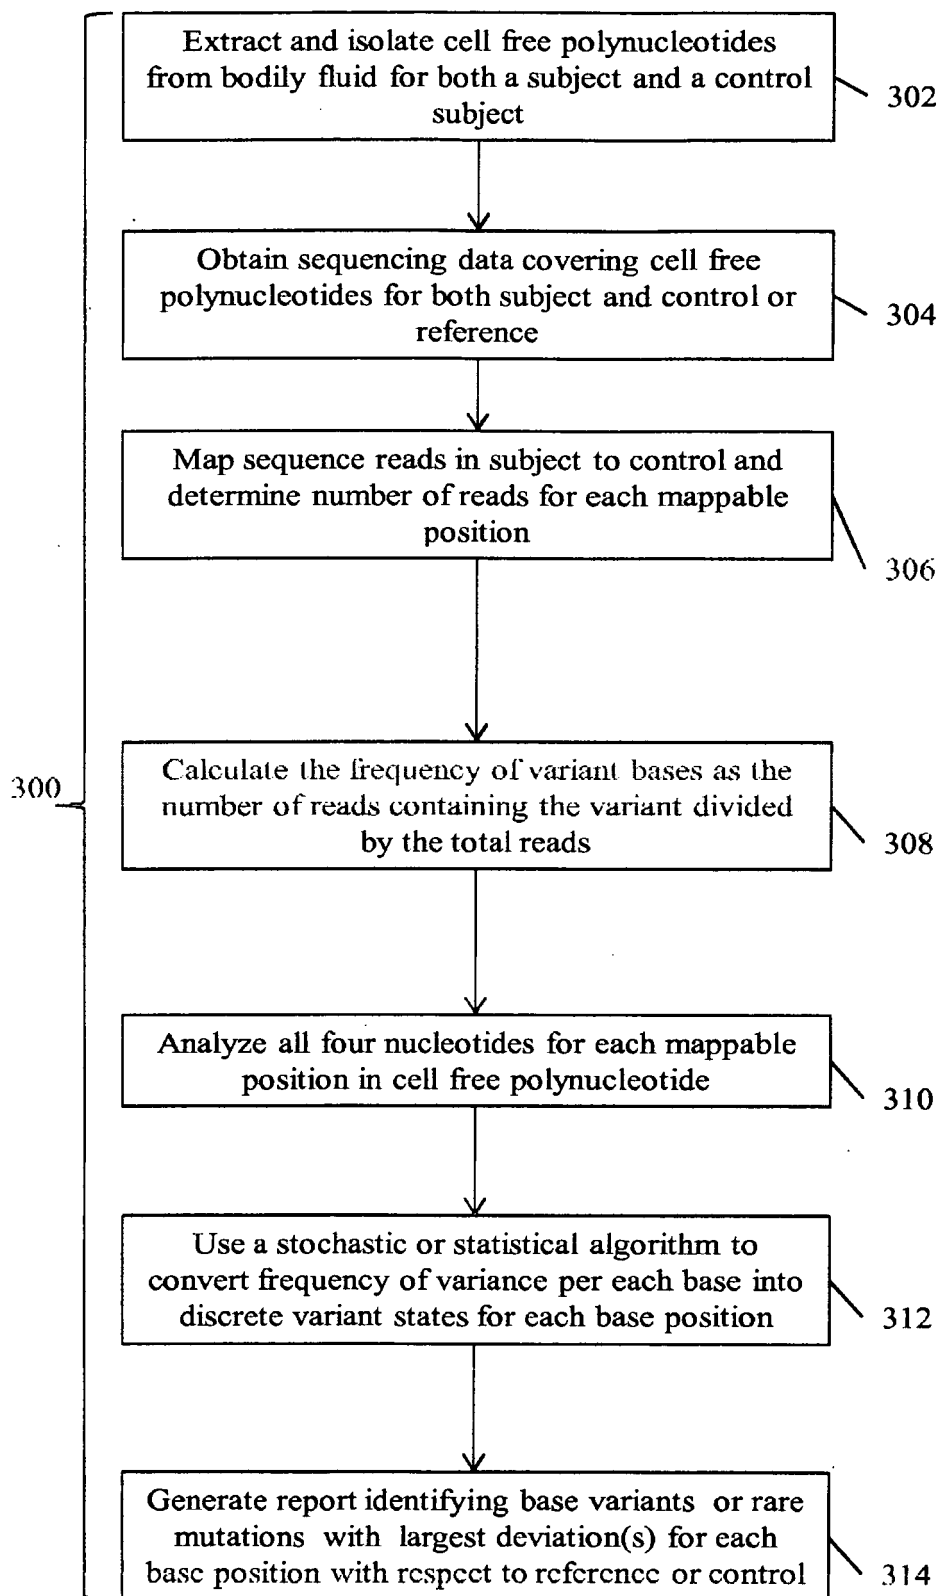 Extract and isolate cell free polynucleotides
from bodily fluid for both a subject and a control
subject
302
Obtain sequencing data covering cell free
polynucleotides for both subject and control or
reference
304
Map sequence reads in subject to control and
determine number of reads for each mappable
position
306
300
Calculate the frequency of variant bases as the
number of reads containing the variant divided
by the total reads
308
Analyze all four nucleotides for each mappable
position in cell free polynucleotide
310
Use a stochastic or statistical algorithm to
convert frequency of variance per each base into
discrete variant states for each base position
312
Generate report identifying base variants or rare
mutations with largest deviation(s) for each
base position with respect to reference or control
314